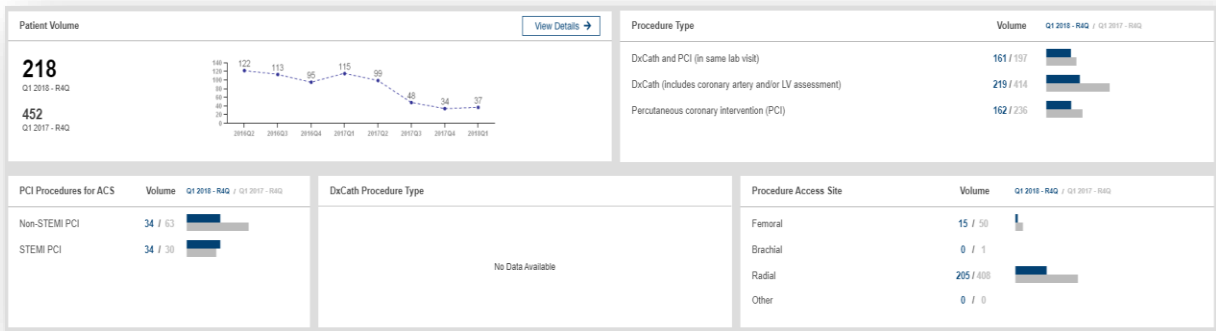 Patient Volume
View Details →
218
Q1 2018 - R4Q
452
Q1 2017 - R4Q
140
120
100
80
60
40
20
0
122
113
95
115
99
48
34
37
2016Q2 2016Q3 2016Q4 2017Q1 2017Q2 2017Q3 2017Q4 2018Q1
Procedure Type Volume Q1 2018 - R4Q / Q1 2017 - R4Q
DxCath and PCI (in same lab visit) 161 / 197
DxCath (includes coronary artery and/or LV assessment) 219 / 414
Percutaneous coronary intervention (PCI) 162 / 236
PCI Procedures for ACS Volume Q1 2018 - R4Q / Q1 2017 - R4Q
Non-STEMI PCI 34 / 63
STEMI PCI 34 / 30
DxCath Procedure Type
No Data Available
Procedure Access Site Volume Q1 2018 - R4Q / Q1 2017 - R4Q
Femoral 15 / 50
Brachial 0 / 1
Radial 205 / 408
Other 0 / 0